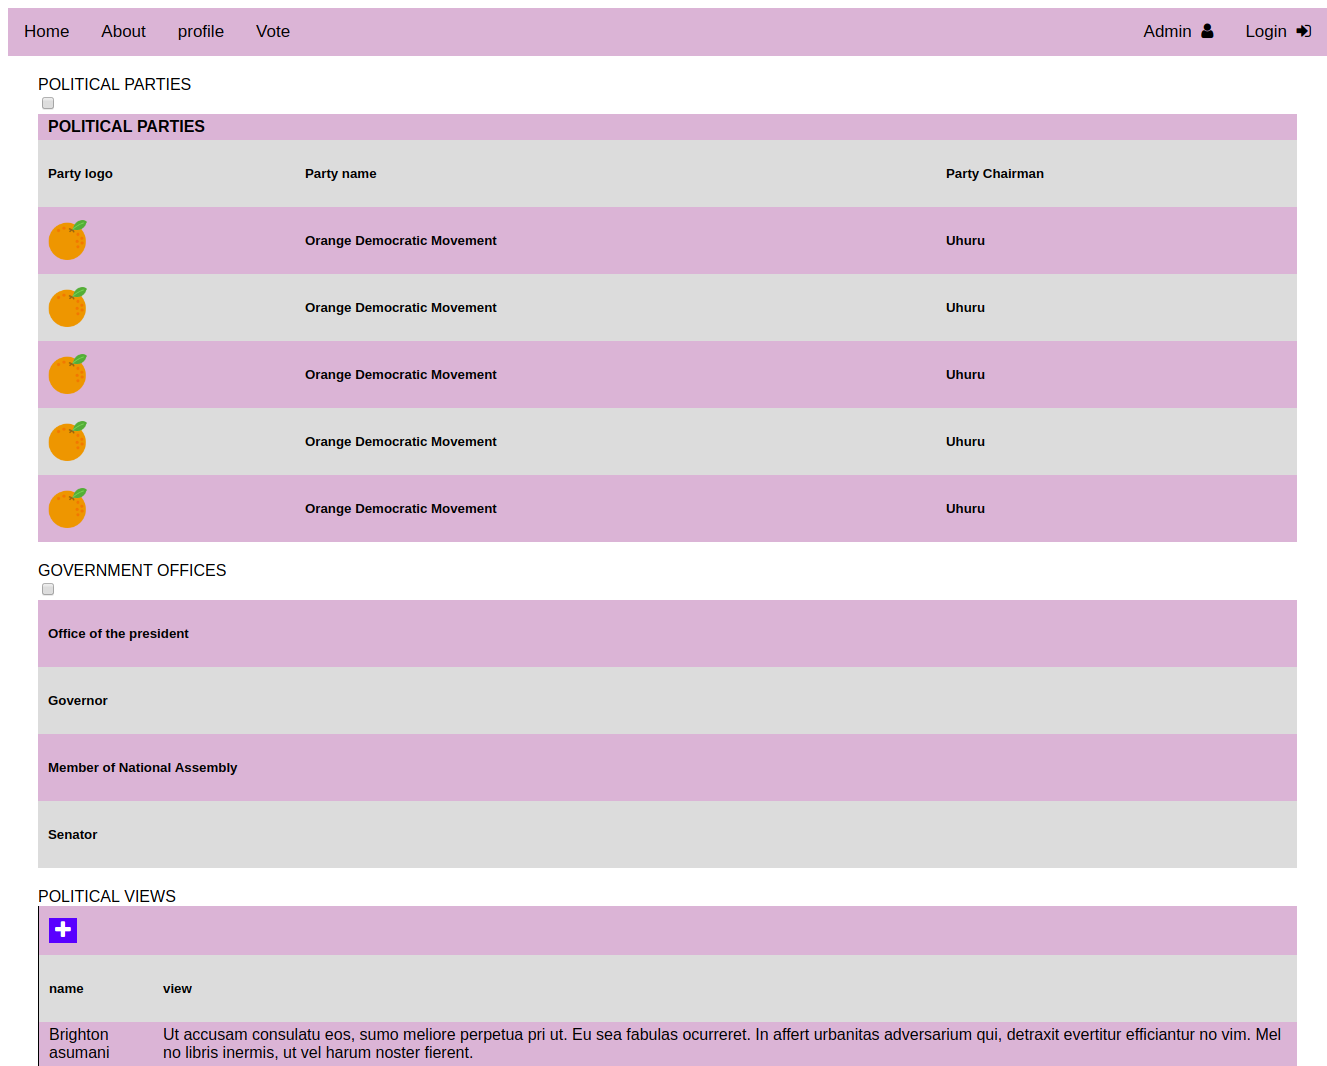 Home About profile Vote Admin Login
POLITICAL PARTIES
POLITICAL PARTIES
Party logo Party name Party Chairman
Orange Democratic Movement Uhuru
Orange Democratic Movement Uhuru
Orange Democratic Movement Uhuru
Orange Democratic Movement Uhuru
Orange Democratic Movement Uhuru
GOVERNMENT OFFICES
Office of the president
Governor
Member of National Assembly
Senator
POLITICAL VIEWS
name view
Brighton Ut accusam consulatu eos, sumo meliore perpetua pri ut. Eu sea fabulas ocurreret. In affert urbanitas adversarium qui, detraxit evertitur efficiantur no vim. Mel
asumani no libris inermis, ut vel harum noster fierent.